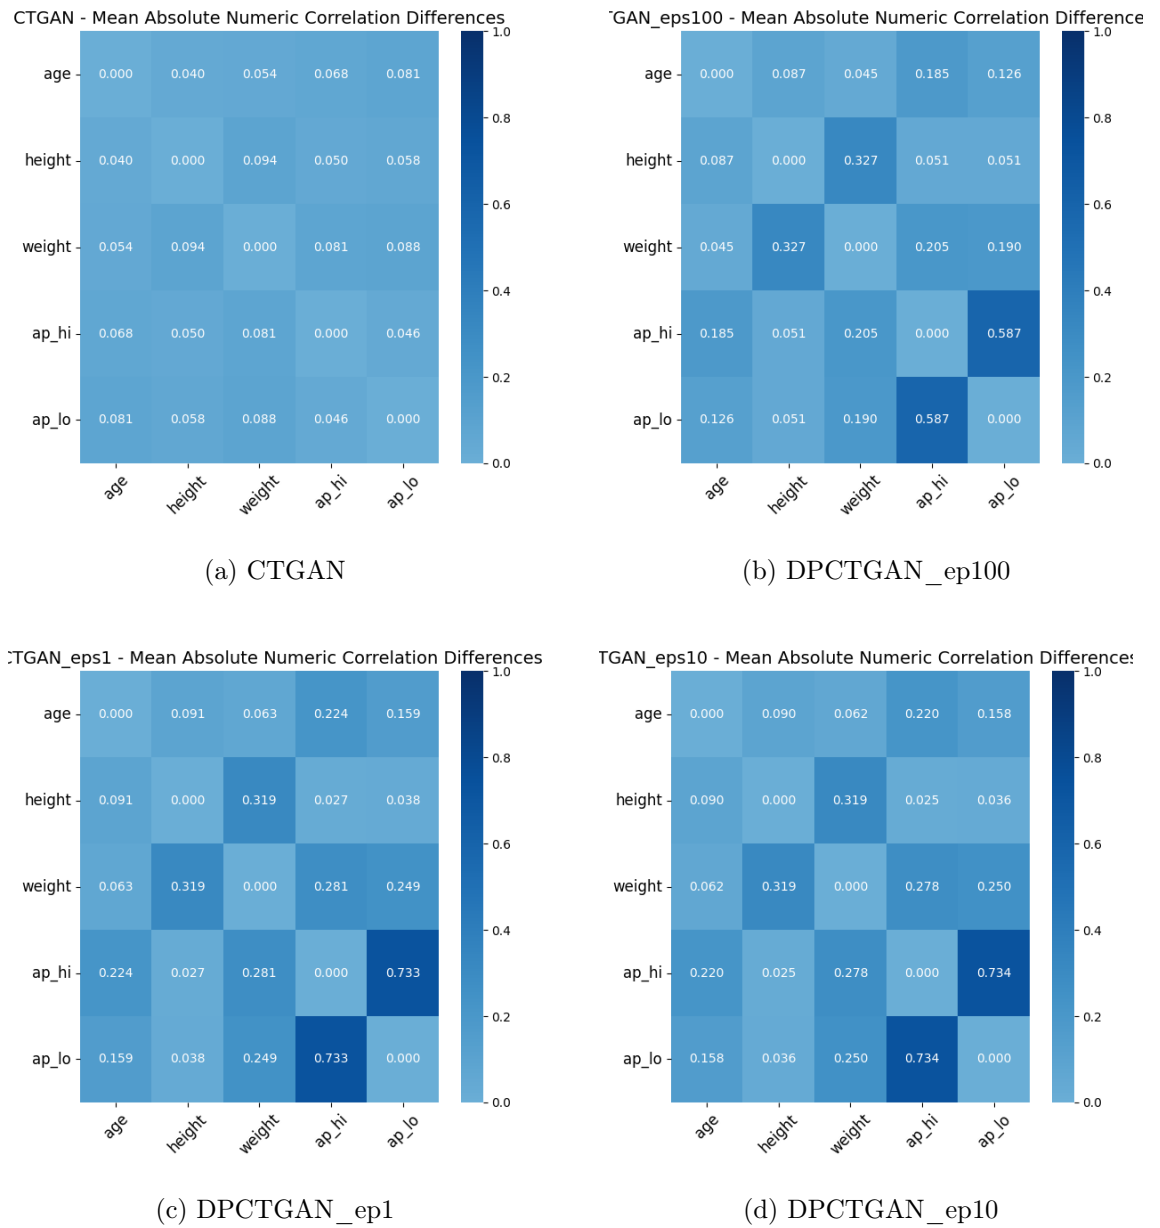 CTGAN - Mean Absolute Numeric Correlation Differences
1.0
age 0.000 0.040 0.054 0.068 0.081
0.8
height 0.040 0.000 0.094 0.050 0.058
0.6
weight 0.054 0.094 0.000 0.081 0.088
0.4
ap_hi 0.068 0.050 0.081 0.000 0.046
0.2
ap_lo 0.081 0.058 0.088 0.046 0.000
0.0
age height weight ap_hi ap_lo
(a) CTGAN
TGAN_eps100 - Mean Absolute Numeric Correlation Difference
1.0
age 0.000 0.087 0.045 0.185 0.126
0.8
height 0.087 0.000 0.327 0.051 0.051
0.6
weight 0.045 0.327 0.000 0.205 0.190
0.4
ap_hi 0.185 0.051 0.205 0.000 0.587
0.2
ap_lo 0.126 0.051 0.190 0.587 0.000
0.0
age height weight ap_hi ap_lo
(b) DPCTGAN_ep100
CTGAN_eps1 - Mean Absolute Numeric Correlation Differences
1.0
age 0.000 0.091 0.063 0.224 0.159
0.8
height 0.091 0.000 0.319 0.027 0.038
0.6
weight 0.063 0.319 0.000 0.281 0.249
0.4
ap_hi 0.224 0.027 0.281 0.000 0.733
0.2
ap_lo 0.159 0.038 0.249 0.733 0.000
0.0
age height weight ap_hi ap_lo
(c) DPCTGAN_ep1
TGAN_eps10 - Mean Absolute Numeric Correlation Differences
1.0
age 0.000 0.090 0.062 0.220 0.158
0.8
height 0.090 0.000 0.319 0.025 0.036
0.6
weight 0.062 0.319 0.000 0.278 0.250
0.4
ap_hi 0.220 0.025 0.278 0.000 0.734
0.2
ap_lo 0.158 0.036 0.250 0.734 0.000
0.0
age height weight ap_hi ap_lo
(d) DPCTGAN_ep10